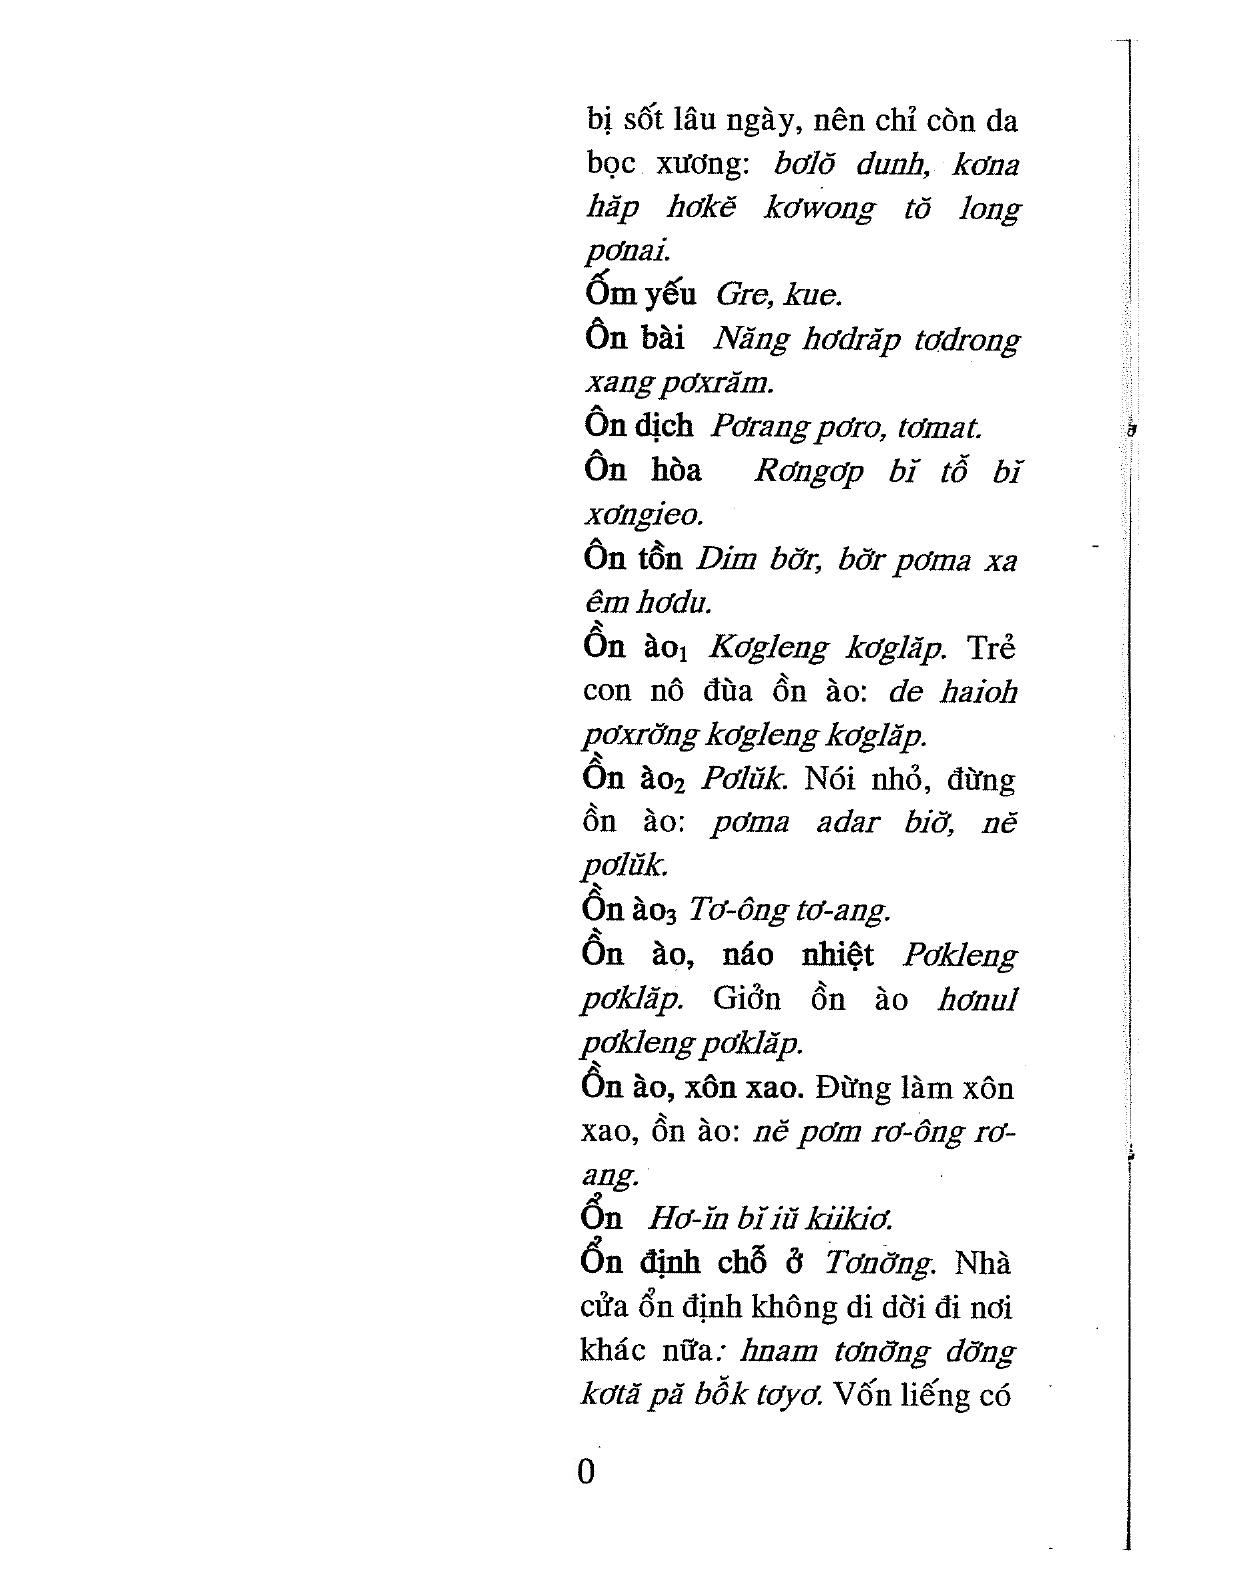 bị sốt lâu ngày, nên chỉ còn da
bọc xương: bơlŏ dunh, kơna
hăp hơkĕ kơwong tŏ long
pơnai.
Ốm yếu Gre, kue.
Ôn bài Năng hơdrăp tơdrong
xang pơxrăm.
Ôn dịch Pơrang pơro, tơmat.
Ôn hòa Rơngơp bĭ tô̆ bĭ
xơngieo.
Ôn tồn Dim bơ̆r, bơ̆r pơma xa
êm hơdu.
Ồn ào₁ Kơgleng kơglăp. Trẻ
con nô đùa ồn ào: de haioh
pơxrơ̆ng kơgleng kơglăp.
Ồn ào₂ Pơlŭk. Nói nhỏ, đừng
ồn ào: pơma adar biơ̆, nĕ
pơlŭk.
Ồn ào₃ Tơ-ông tơ-ang.
Ồn ào, náo nhiệt Pơkleng
pơklăp. Giởn ồn ào hơnul
pơkleng pơklăp.
Ồn ào, xôn xao. Đừng làm xôn
xao, ồn ào: nĕ pơm rơ-ông rơ-
ang.
Ổn Hơ-ĭn bĭ iŭ kiikiơ.
Ổn định chỗ ở Tơnơ̆ng. Nhà
cửa ổn định không di dời đi nơi
khác nữa: hnam tơnơ̆ng dơ̆ng
kơtă pă bô̆k tơyơ. Vốn liếng có
0